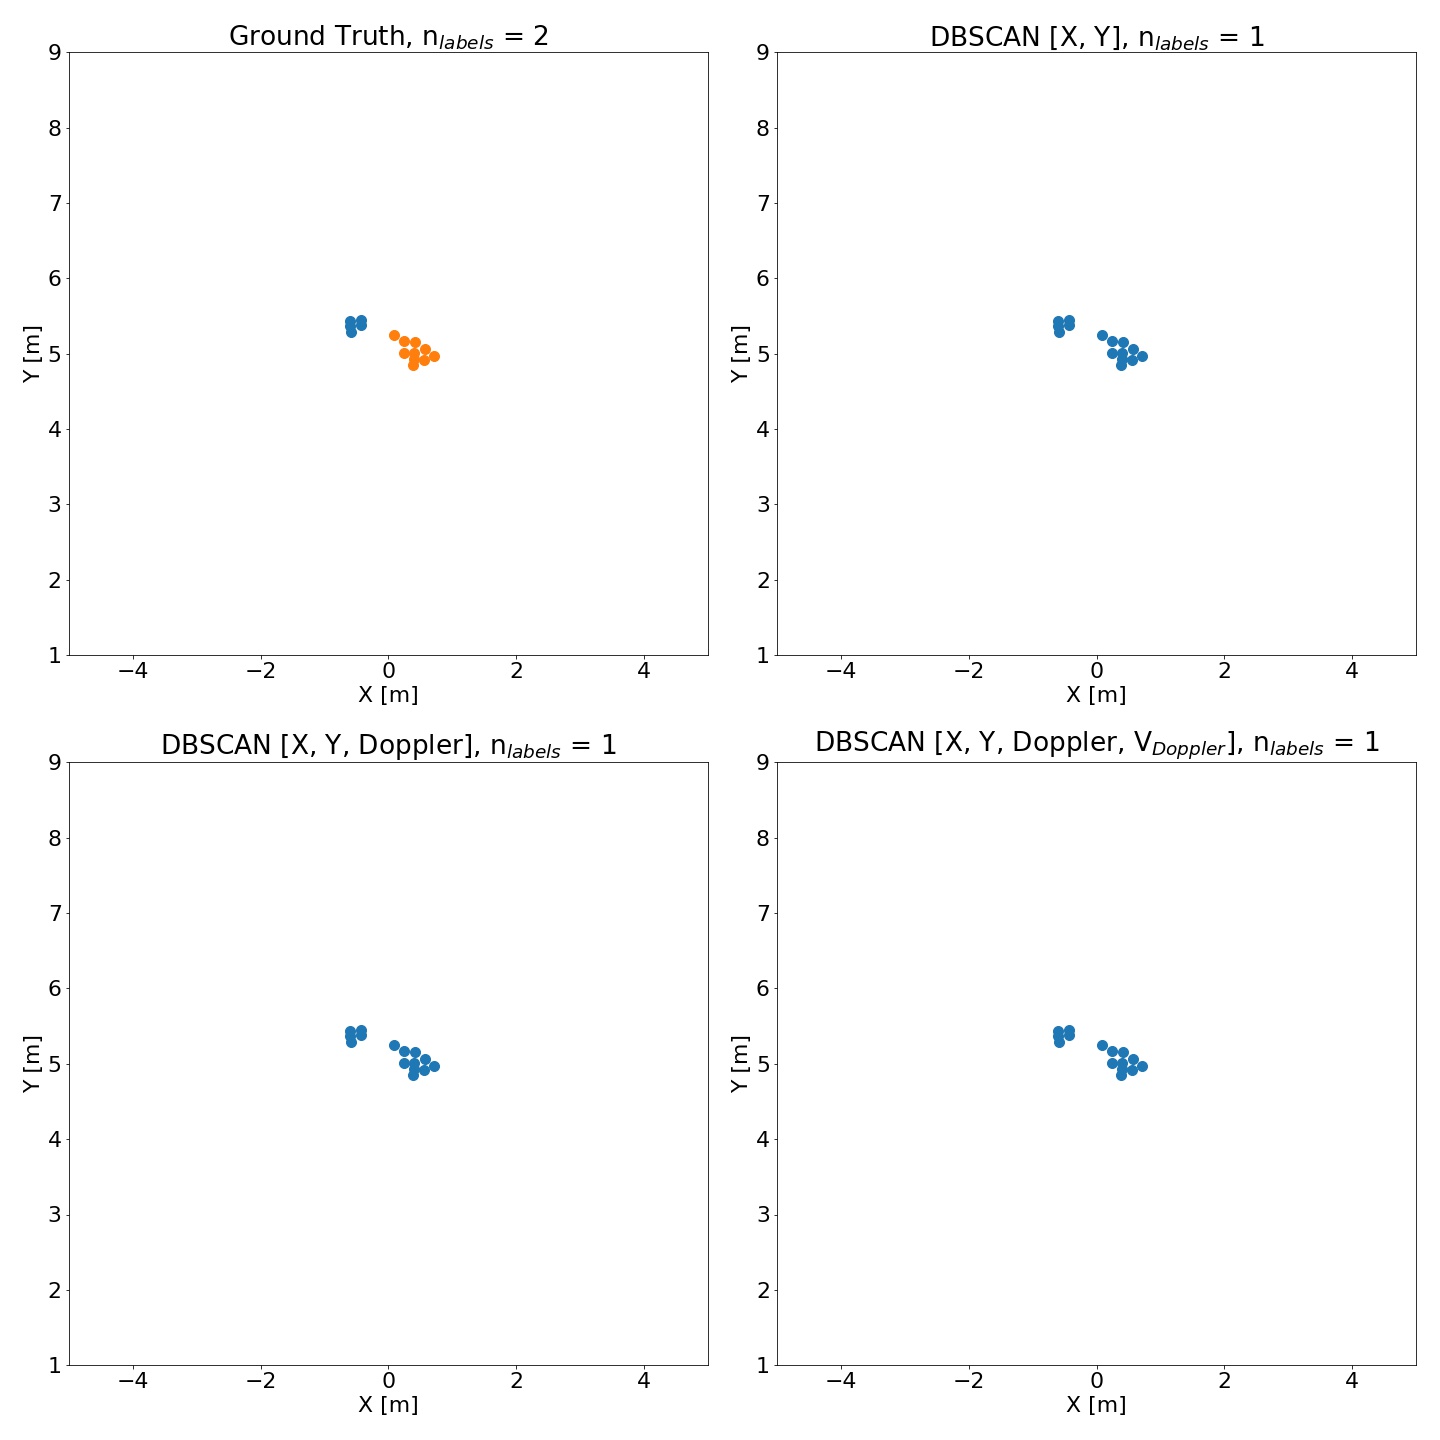 Ground Truth, n_labels = 2
9
8
7
6
5
4
3
2
1
Y [m]
−4 −2 0 2 4
X [m]
DBSCAN [X, Y], n_labels = 1
9
8
7
6
5
4
3
2
1
Y [m]
−4 −2 0 2 4
X [m]
DBSCAN [X, Y, Doppler], n_labels = 1
9
8
7
6
5
4
3
2
1
Y [m]
−4 −2 0 2 4
X [m]
DBSCAN [X, Y, Doppler, V_Doppler], n_labels = 1
9
8
7
6
5
4
3
2
1
Y [m]
−4 −2 0 2 4
X [m]